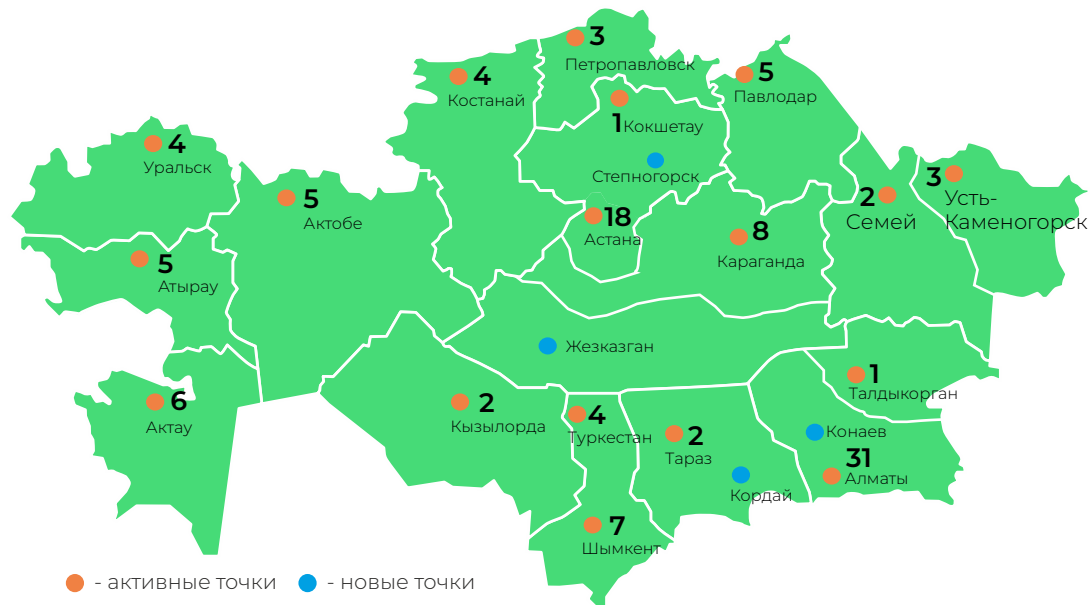 3
Петропавловск
4
Костанай
5
Павлодар
1 Кокшетау
4
Уральск
Степногорск
3
Усть-
Каменогорск
2
Семей
5
Актобе
18
Астана
8
Караганда
5
Атырау
Жезказган
1
Талдыкорган
6
Актау
2
Кызылорда
4
Туркестан
2
Тараз
Конаев
31
Алматы
Кордай
7
Шымкент
- активные точки
- новые точки